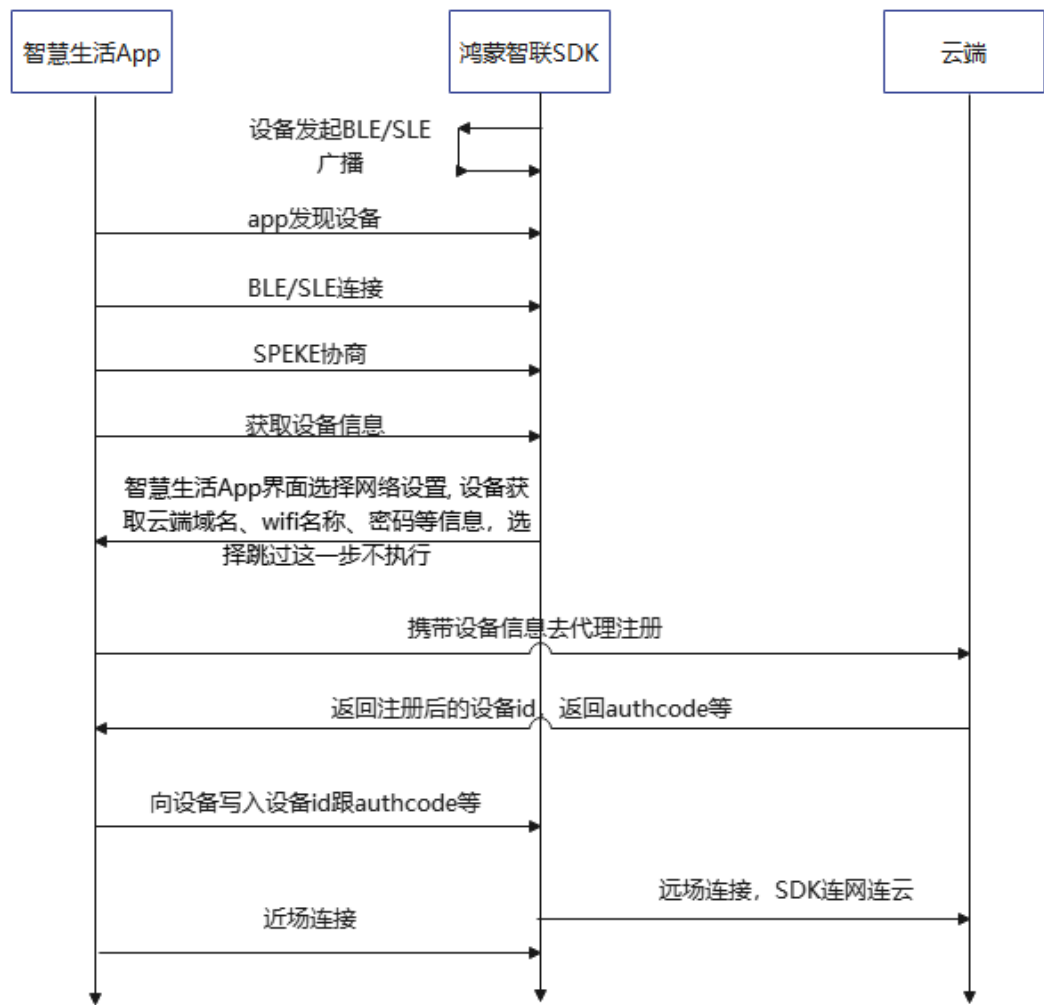 智慧生活App
鸿蒙智联SDK
云端
设备发起BLE/SLE
广播
app发现设备
BLE/SLE连接
SPEKE协商
获取设备信息
智慧生活App界面选择网络设置, 设备获
取云端域名、wifi名称、密码等信息，选
择跳过这一步不执行
携带设备信息去代理注册
返回注册后的设备id、返回authcode等
向设备写入设备id跟authcode等
远场连接，SDK连网连云
近场连接